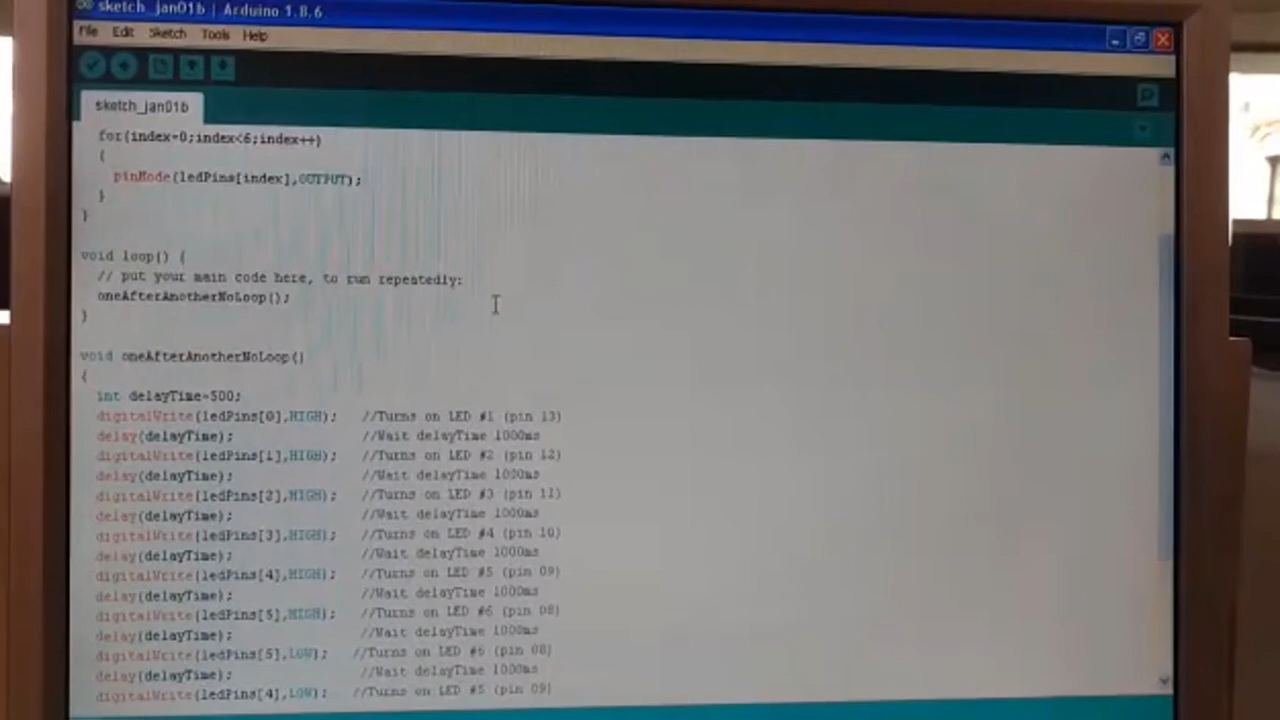 sketch_jan01b | Arduino 1.8.6
File Edit Sketch Tools Help
sketch_jan01b
for(index=0;index<6;index++)
{
pinMode(ledPins[index],OUTPUT);
}
}
void loop() {
// put your main code here, to run repeatedly:
oneAfterAnotherNoLoop();
}
void oneAfterAnotherNoLoop()
{
int delayTime=500;
digitalWrite(ledPins[0],HIGH); //Turns on LED #1 (pin 13)
delay(delayTime); //Wait delayTime 1000ms
digitalWrite(ledPins[1],HIGH); //Turns on LED #2 (pin 12)
delay(delayTime); //Wait delayTime 1000ms
digitalWrite(ledPins[2],HIGH); //Turns on LED #3 (pin 11)
delay(delayTime); //Wait delayTime 1000ms
digitalWrite(ledPins[3],HIGH); //Turns on LED #4 (pin 10)
delay(delayTime); //Wait delayTime 1000ms
digitalWrite(ledPins[4],HIGH); //Turns on LED #5 (pin 09)
delay(delayTime); //Wait delayTime 1000ms
digitalWrite(ledPins[5],HIGH); //Turns on LED #6 (pin 08)
delay(delayTime); //Wait delayTime 1000ms
digitalWrite(ledPins[5],LOW); //Turns on LED #6 (pin 08)
delay(delayTime); //Wait delayTime 1000ms
digitalWrite(ledPins[4],LOW); //Turns on LED #5 (pin 09)